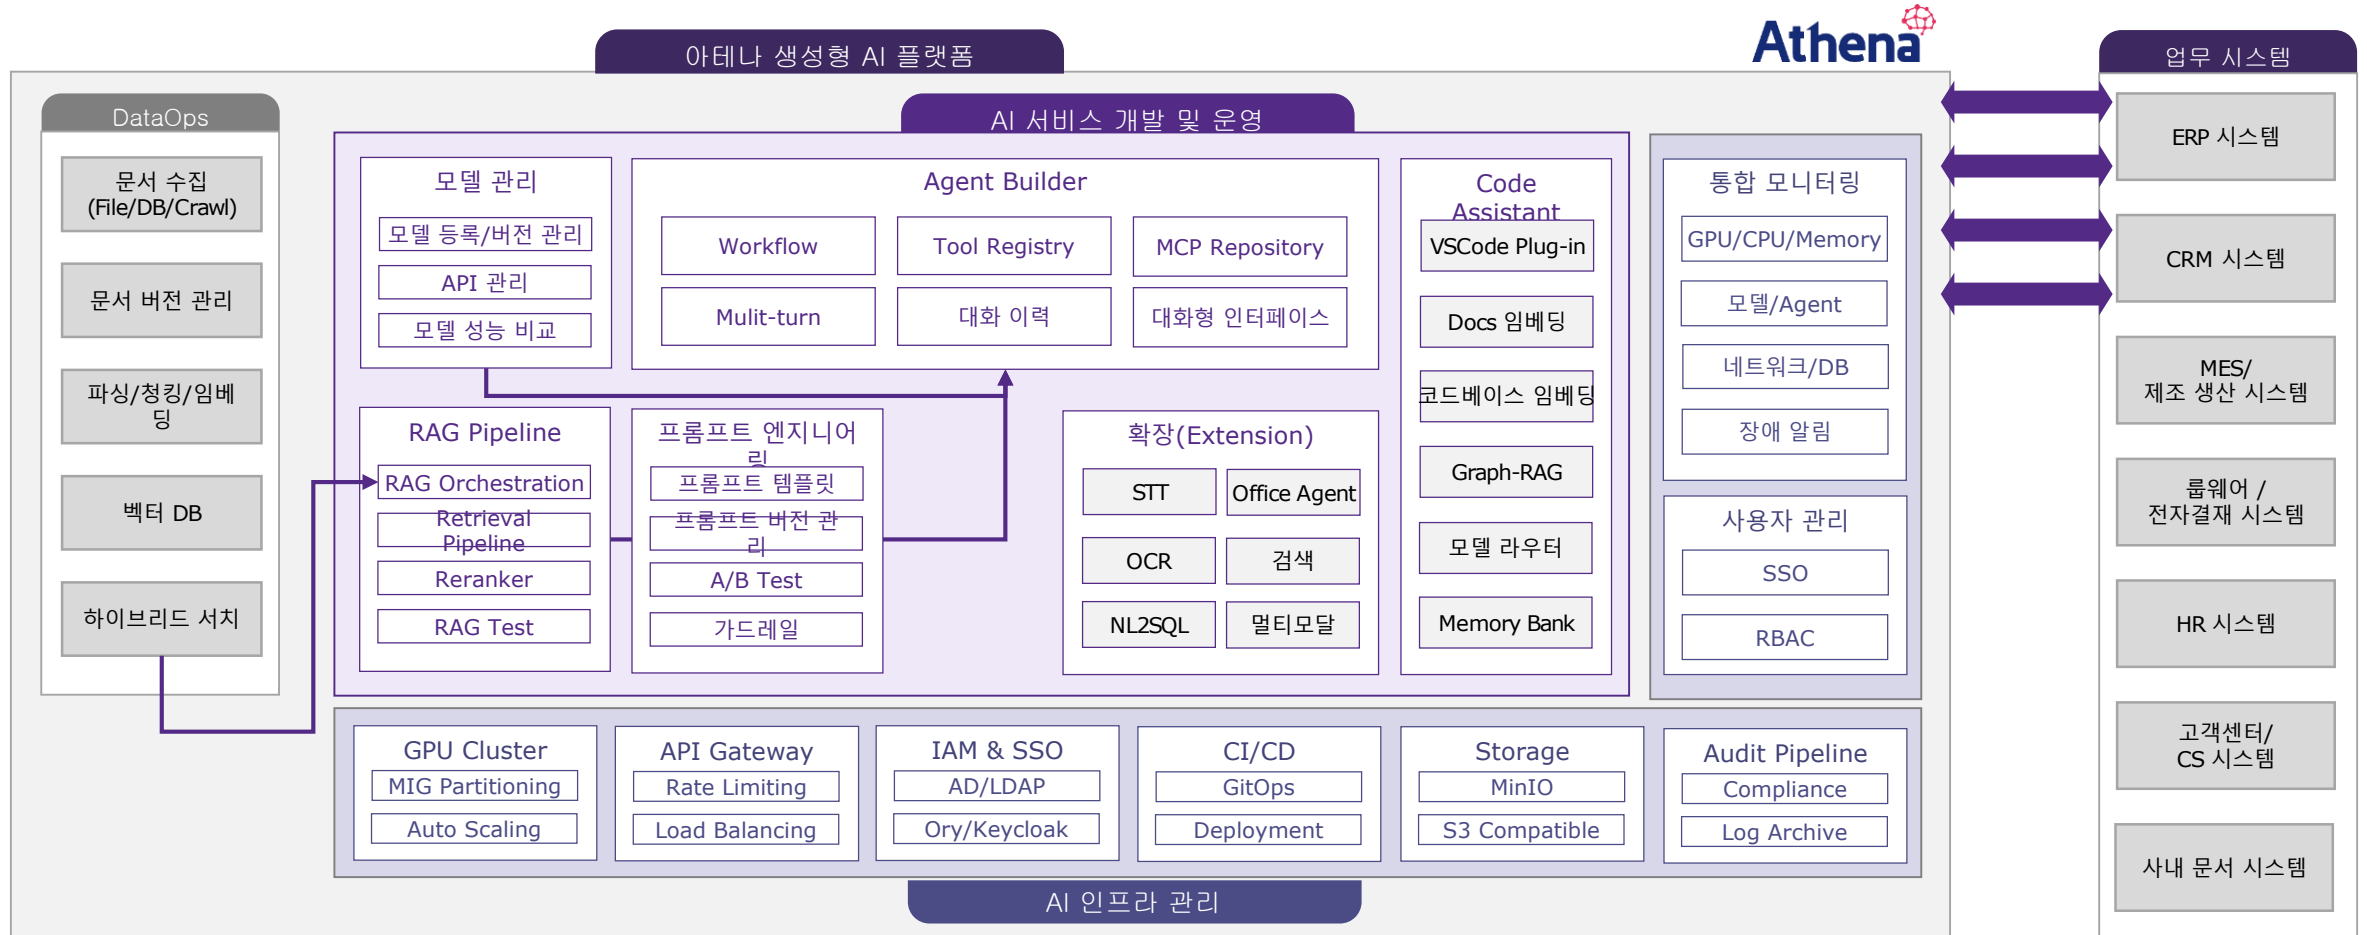 아테나 생성형 AI 플랫폼
Athena
업무 시스템
DataOps
문서 수집
(File/DB/Crawl)
문서 버전 관리
파싱/청킹/임베
딩
벡터 DB
하이브리드 서치
AI 서비스 개발 및 운영
모델 관리
모델 등록/버전 관리
API 관리
모델 성능 비교
Agent Builder
Workflow
Tool Registry
MCP Repository
Mulit-turn
대화 이력
대화형 인터페이스
RAG Pipeline
RAG Orchestration
Retrieval
Pipeline
Reranker
RAG Test
프롬프트 엔지니어
링
프롬프트 템플릿
프롬프트 버전 관
리
A/B Test
가드레일
확장(Extension)
STT
Office Agent
OCR
검색
NL2SQL
멀티모달
Code
Assistant
VSCode Plug-in
Docs 임베딩
코드베이스 임베딩
Graph-RAG
모델 라우터
Memory Bank
통합 모니터링
GPU/CPU/Memory
모델/Agent
네트워크/DB
장애 알림
사용자 관리
SSO
RBAC
GPU Cluster
MIG Partitioning
Auto Scaling
API Gateway
Rate Limiting
Load Balancing
IAM & SSO
AD/LDAP
Ory/Keycloak
CI/CD
GitOps
Deployment
Storage
MinIO
S3 Compatible
Audit Pipeline
Compliance
Log Archive
AI 인프라 관리
ERP 시스템
CRM 시스템
MES/
제조 생산 시스템
룹웨어 /
전자결재 시스템
HR 시스템
고객센터/
CS 시스템
사내 문서 시스템